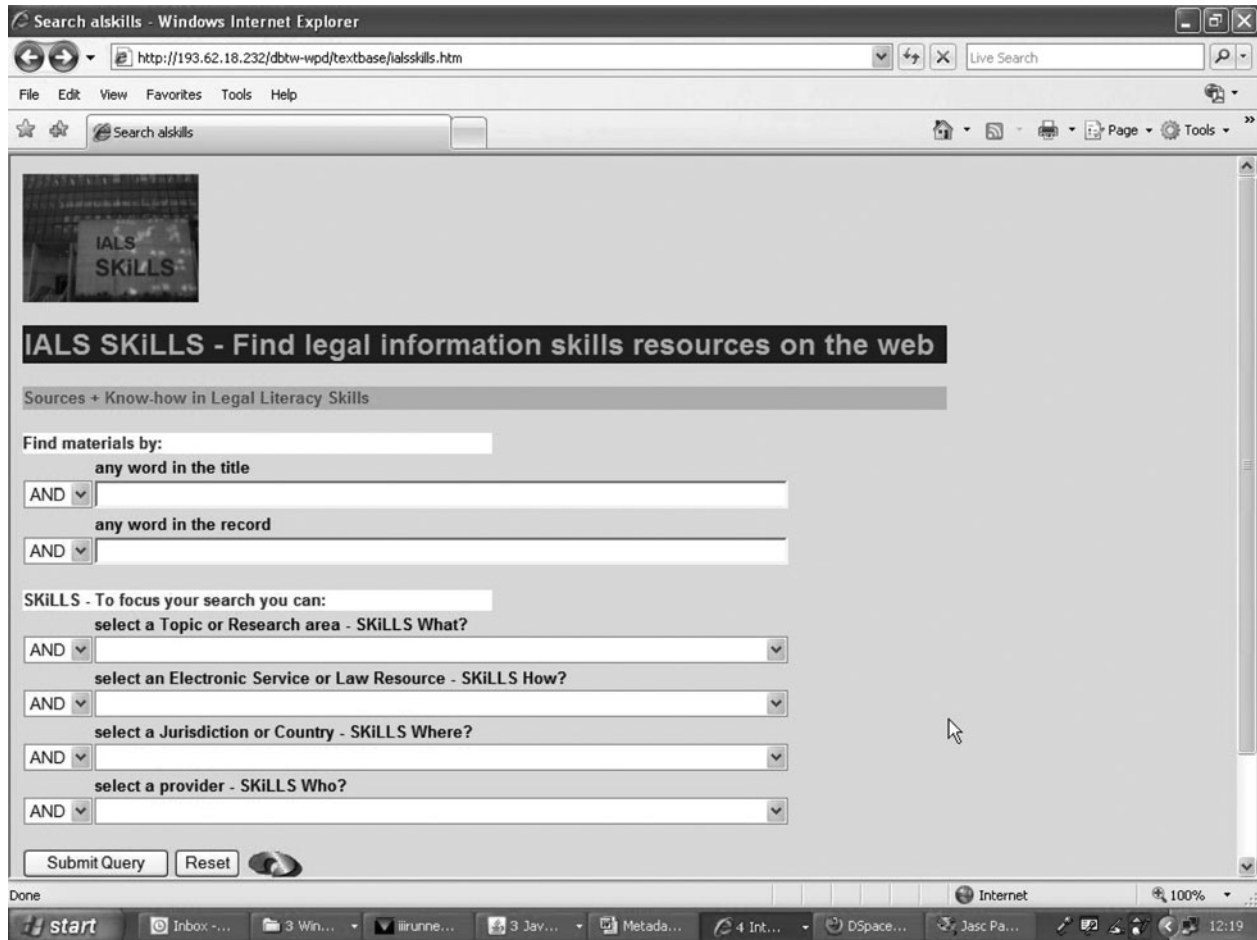 Search alskills - Windows Internet Explorer
http://193.62.18.232/dbtw-wpd/textbase/ialsskills.htm
Live Search
File Edit View Favorites Tools Help
Search alskills
Page Tools
IALS
SKiLLS
IALS SKiLLS - Find legal information skills resources on the web
Sources + Know-how in Legal Literacy Skills
Find materials by:
any word in the title
AND
any word in the record
AND
SKiLLS - To focus your search you can:
select a Topic or Research area - SKiLLS What?
AND
select an Electronic Service or Law Resource - SKiLLS How?
AND
select a Jurisdiction or Country - SKiLLS Where?
AND
select a provider - SKiLLS Who?
AND
Submit Query Reset
Done Internet 100%
start Inbox -... 3 Win... iiirunne... 3 Jav... Metada... 4 Int... DSpace... Jasc Pa... 12:19